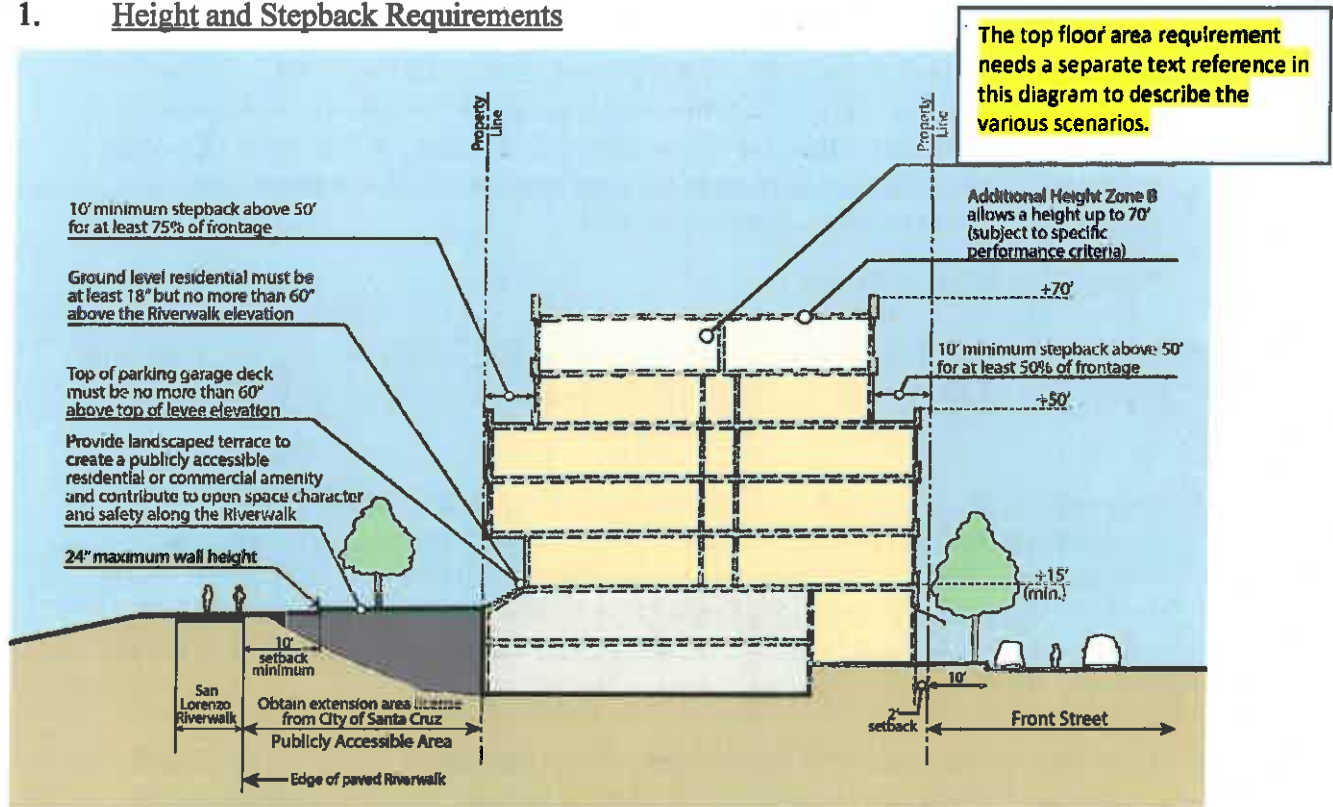 1. Height and Stepback Requirements
The top floor area requirement
needs a separate text reference in
this diagram to describe the
various scenarios.
Property
Line
Property
Line
10' minimum stepback above 50'
for at least 75% of frontage
Ground level residential must be
at least 18" but no more than 60"
above the Riverwalk elevation
Top of parking garage deck
must be no more than 60"
above top of levee elevation
Provide landscaped terrace to
create a publicly accessible
residential or commercial amenity
and contribute to open space character
and safety along the Riverwalk
24" maximum wall height
Additional Height Zone B
allows a height up to 70'
(subject to specific
performance criteria)
+70'
10' minimum stepback above 50'
for at least 50% of frontage
+50'
+15'
(min.)
10'
setback
minimum
San
Lorenzo
Riverwalk
Obtain extension area license
from City of Santa Cruz
Publicly Accessible Area
Edge of paved Riverwalk
2'
setback
10'
Front Street